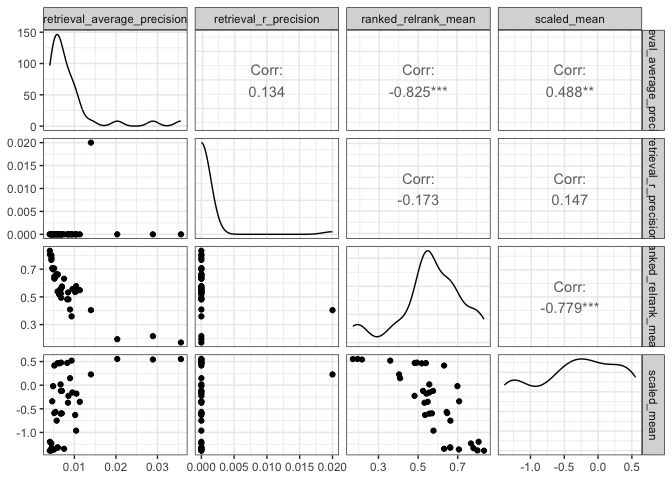 retrieval_average_precision retrieval_r_precision ranked_relrank_mean scaled_mean
150
100
50
0
Corr:
0.134
Corr:
-0.825***
Corr:
0.488**
eval_average_preci
0.020
0.015
0.010
0.005
0.000
Corr:
-0.173
Corr:
0.147
retrieval_r_precision
0.7
0.5
0.3
Corr:
-0.779***
anked_relrank_mea
0.5
0.0
-0.5
-1.0
scaled_mean
0.01 0.02 0.03 0.000 0.005 0.010 0.015 0.020 0.3 0.5 0.7 -1.0 -0.5 0.0 0.5